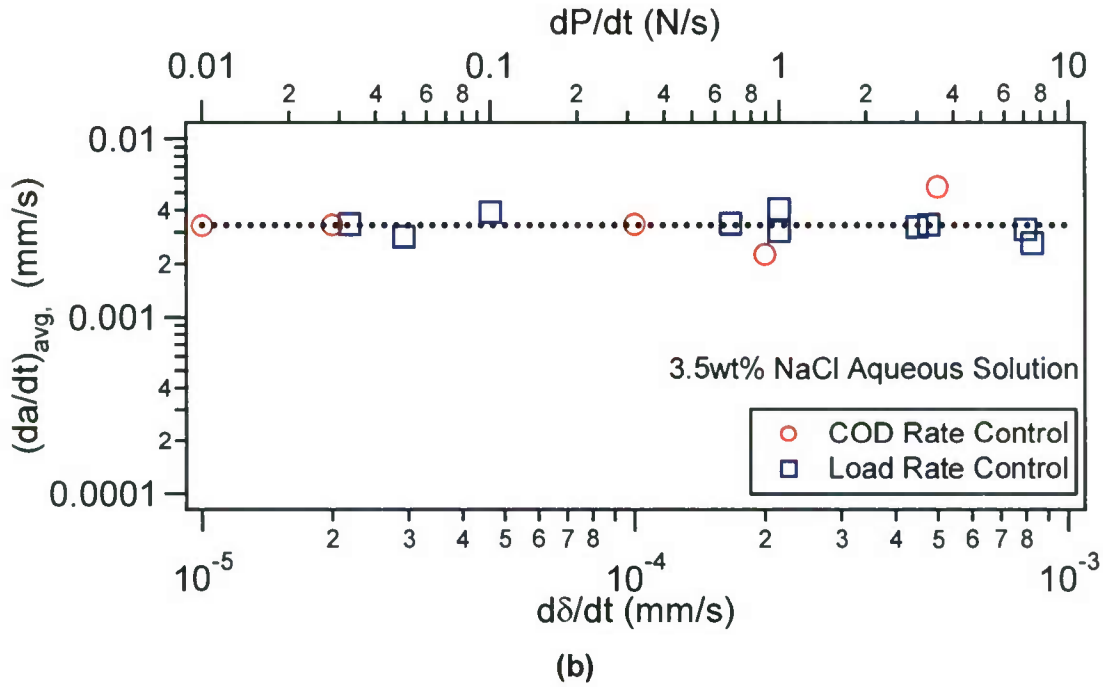 dP/dt (N/s)
0.01 0.1 1 10
2 4 6 8 2 4 6 8 2 4 6 8
(da/dt)avg, (mm/s)
0.01
4
2
0.001
4
2
0.0001
3.5wt% NaCl Aqueous Solution
COD Rate Control
Load Rate Control
2 3 4 5 6 7 8 2 3 4 5 6 7 8
10-5 10-4 10-3
dδ/dt (mm/s)
(b)